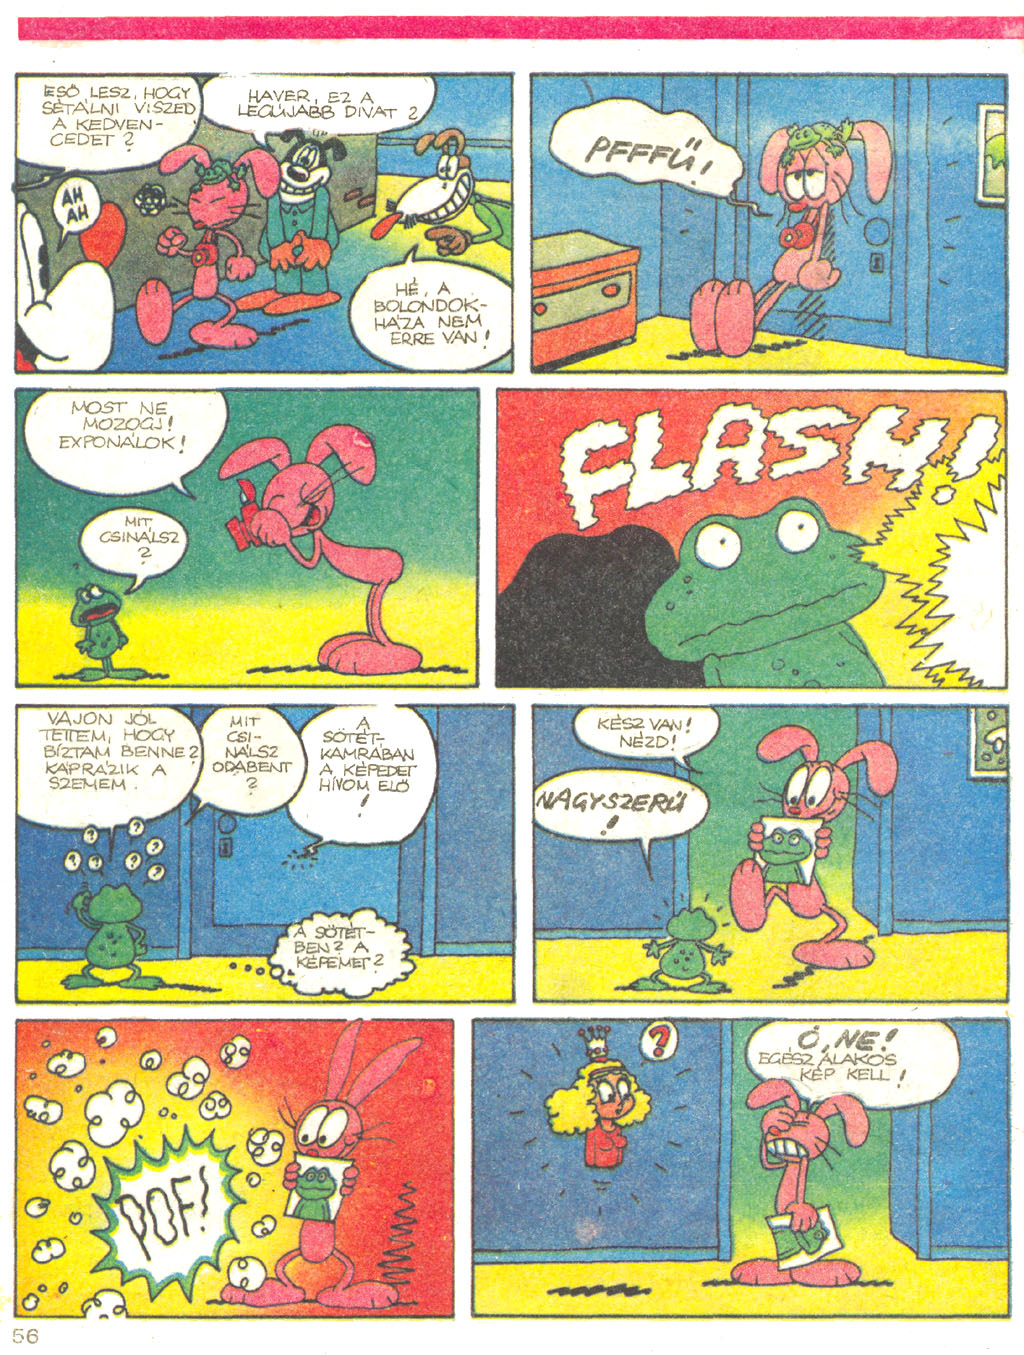 ESŐ LESZ, HOGY
SÉTÁLNI VISZED
A KEDVEN-
CEDET ?
HAVER, EZ A
LEGÚJABB DIVAT ?
AH
AH
HÉ, A
BOLONDOK-
HÁZA NEM
ERRE VAN !
PFFFŰ !
MOST NE
MOZOGJ !
EXPONÁLOK !
MIT
CSINÁLSZ
?
FLASH !
VAJON JÓL
TETTEM, HOGY
BÍZTAM BENNE ?
KÁPRÁZIK A
SZEMEM.
MIT
CSI-
NÁLSZ
ODABENT
?
A
SÖTÉT-
KAMRÁBAN
A KÉPEDET
HÍVOM ELŐ
!
? ? ? ? ? ?
A SÖTÉT-
BEN ? A
KÉPEMET ?
KÉSZ VAN !
NÉZD !
NAGYSZERŰ
!
POF !
?
Ó, NE !
EGÉSZ ALAKOS
KÉP KELL !
56